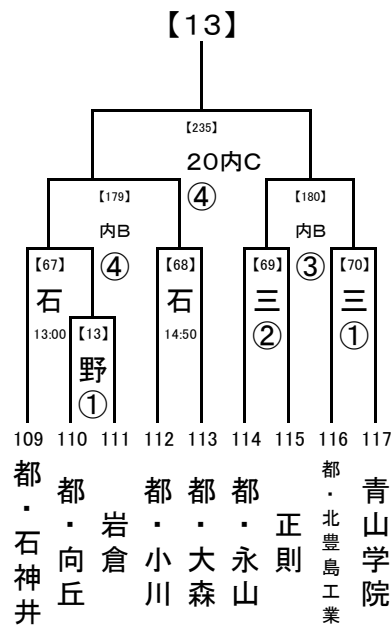 【13】
【235】
20内C
④
【179】
内B
④
【180】
内B
③
【67】
石
13:00
【68】
石
14:50
【69】
三
②
【70】
三
①
【13】
野
①
109 110 111 112 113 114 115 116 117
都・石神井
都・向丘
岩倉
都・小川
都・大森
都・永山
正則
都・北豊島工業
青山学院